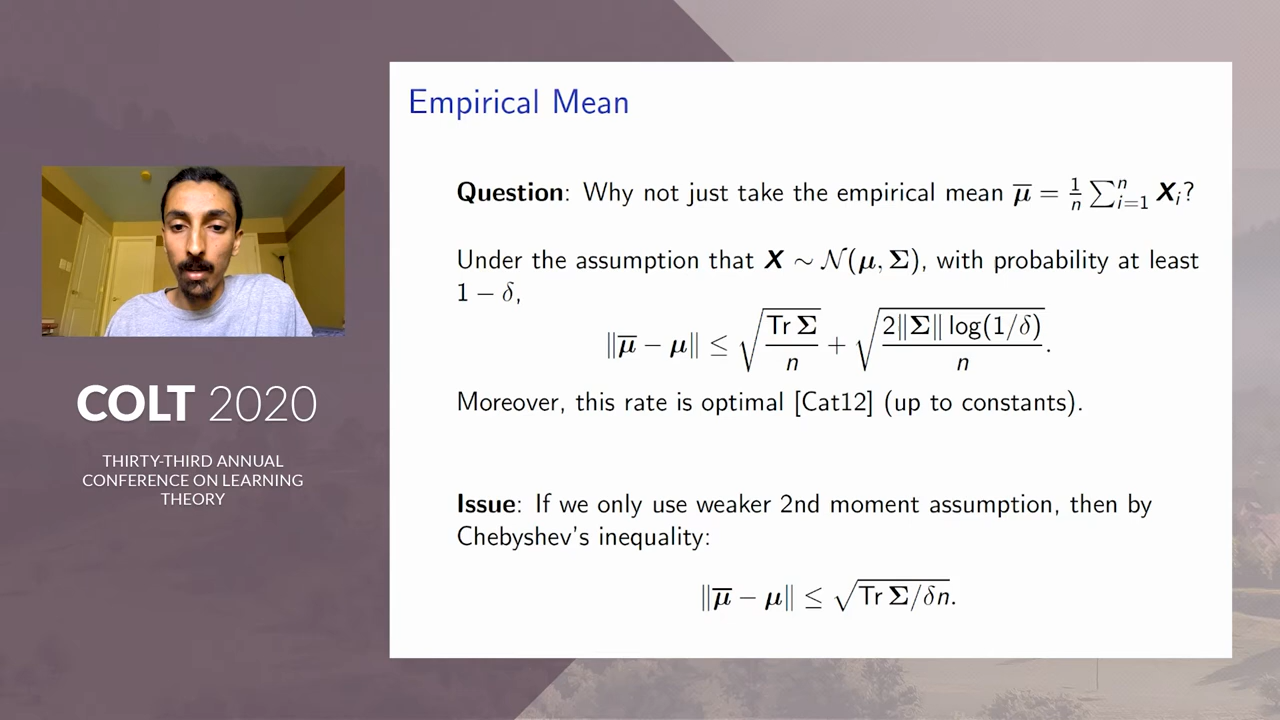 COLT 2020
THIRTY-THIRD ANNUAL
CONFERENCE ON LEARNING
THEORY
Empirical Mean
Question: Why not just take the empirical mean μ̅ = 1/n ∑ⁿᵢ₌₁ Xᵢ?
Under the assumption that X ∼ 𝒩(μ, Σ), with probability at least
1 − δ,
‖μ̅ − μ‖ ≤ √(Tr Σ / n) + √(2‖Σ‖ log(1/δ) / n).
Moreover, this rate is optimal [Cat12] (up to constants).
Issue: If we only use weaker 2nd moment assumption, then by
Chebyshev's inequality:
‖μ̅ − μ‖ ≤ √(Tr Σ/δn).